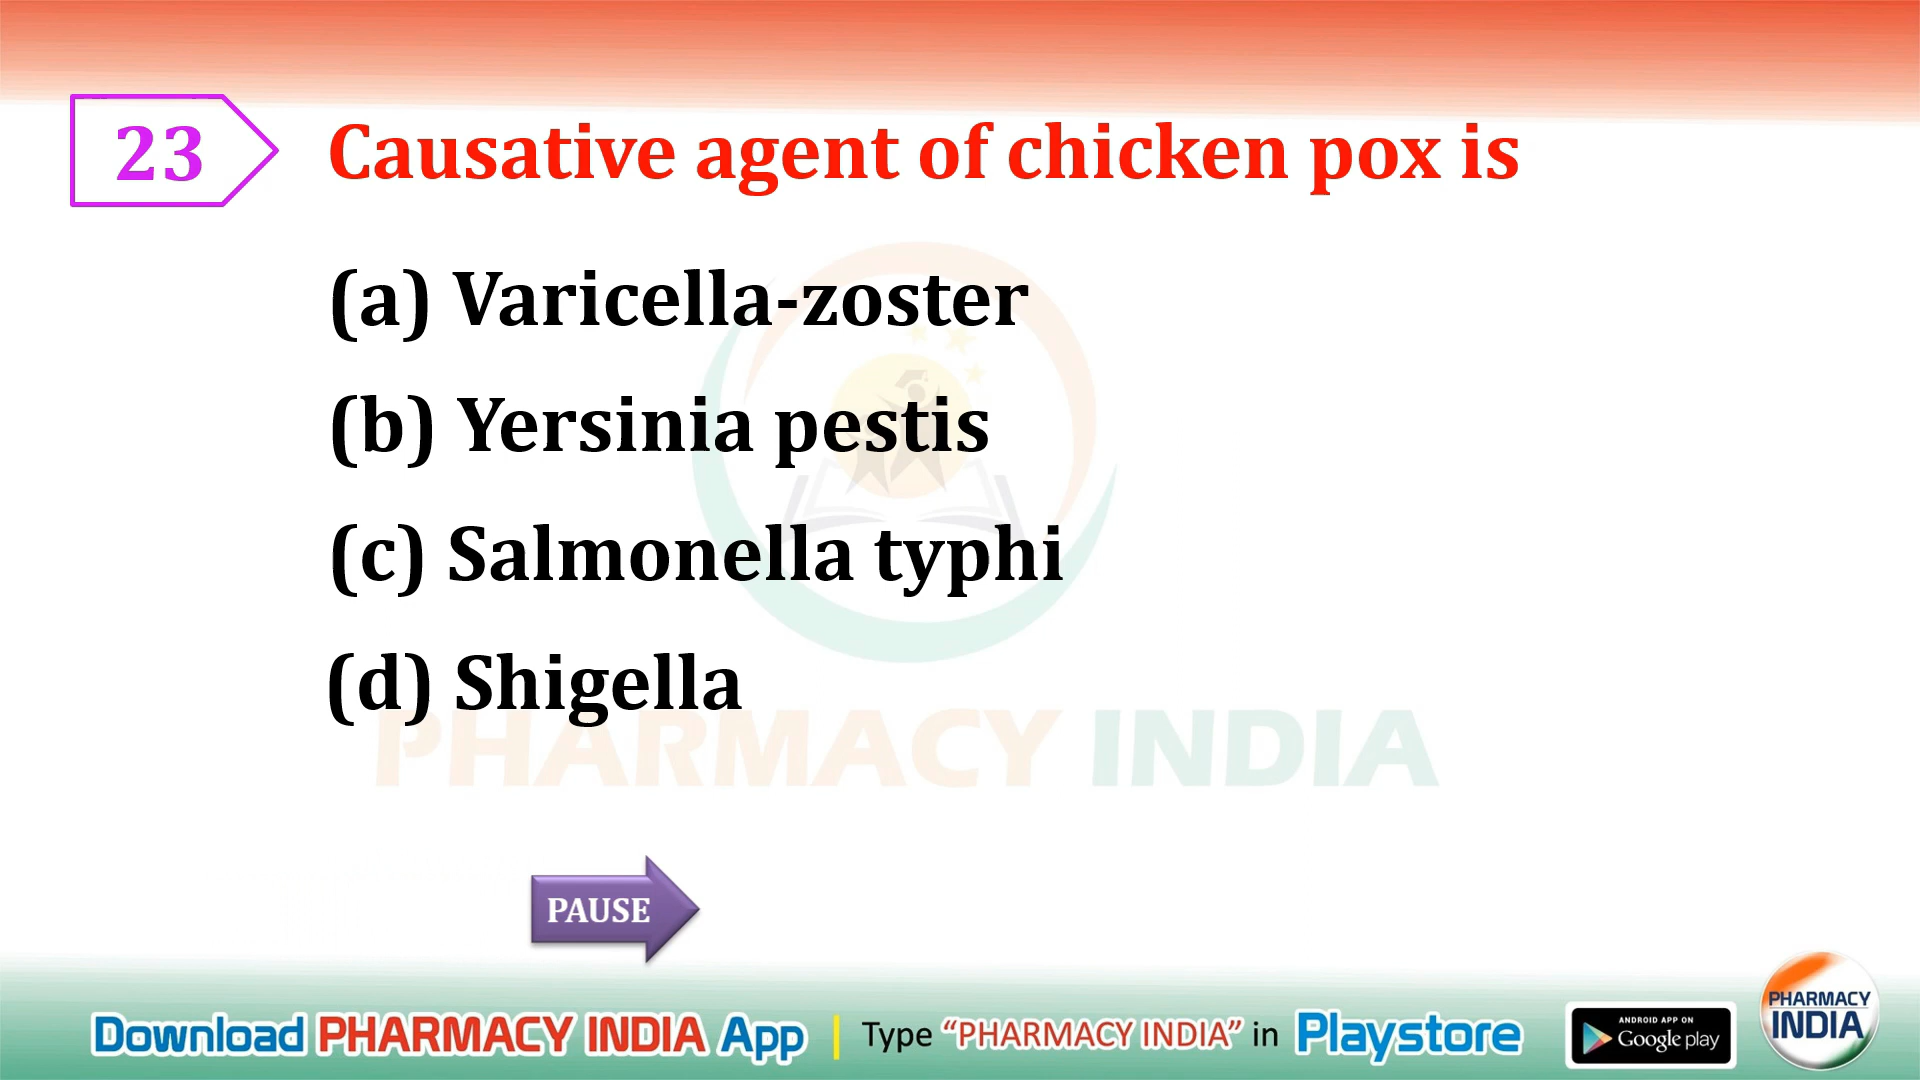 23 Causative agent of chicken pox is
(a) Varicella-zoster
(b) Yersinia pestis
(c) Salmonella typhi
(d) Shigella
PHARMACY INDIA
PAUSE
Download PHARMACY INDIA App | Type “PHARMACY INDIA” in Playstore
ANDROID APP ON
Google play
PHARMACY
INDIA